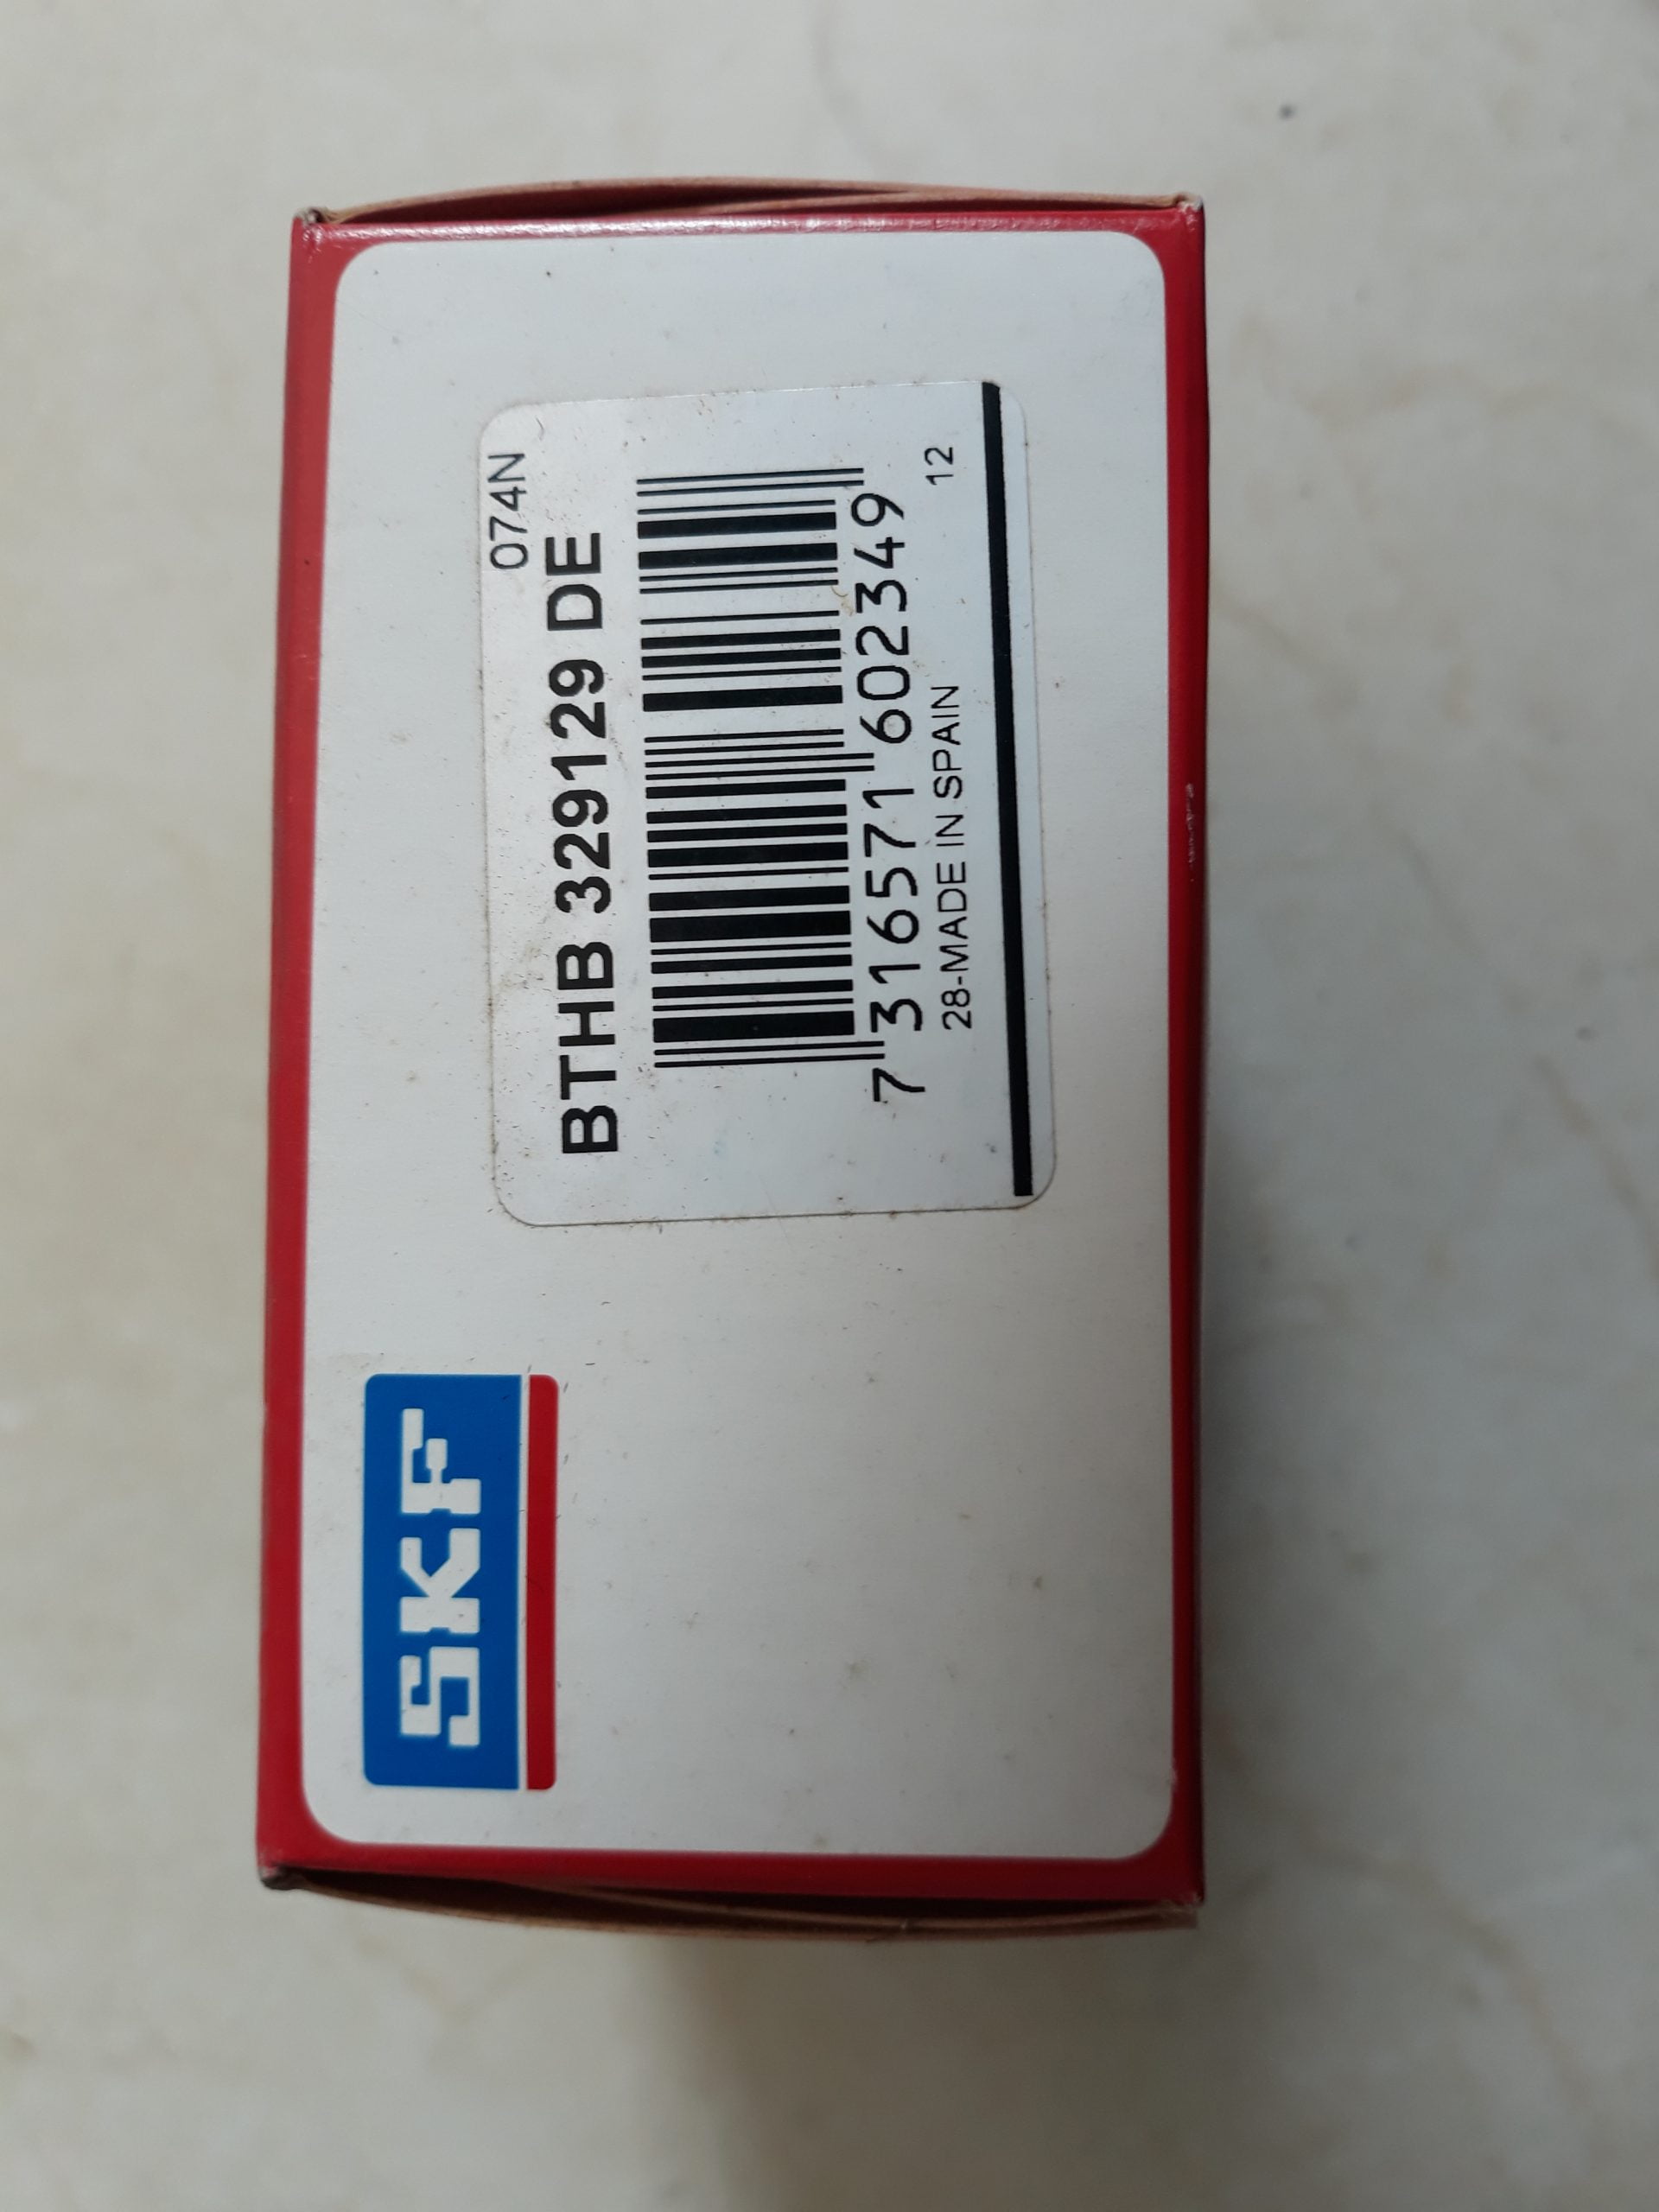 SKF
074N
BTHB 329129 DE
7 316571 602349
28-MADE IN SPAIN
12